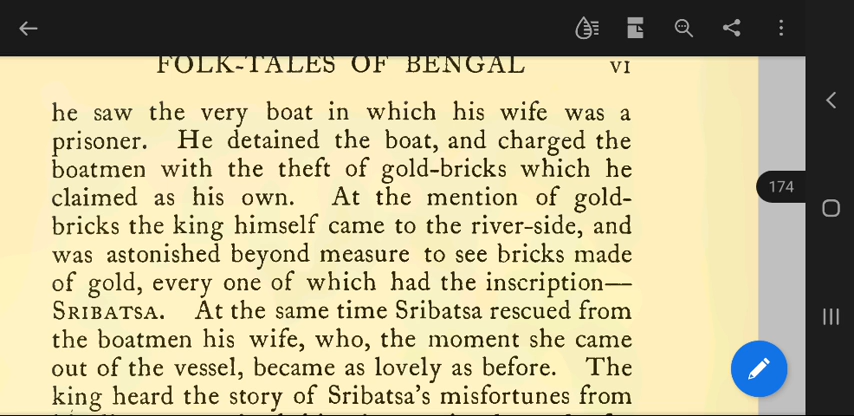 FOLK-TALES OF BENGAL VI
174
he saw the very boat in which his wife was a
prisoner. He detained the boat, and charged the
boatmen with the theft of gold-bricks which he
claimed as his own. At the mention of gold-
bricks the king himself came to the river-side, and
was astonished beyond measure to see bricks made
of gold, every one of which had the inscription—
SRIBATSA. At the same time Sribatsa rescued from
the boatmen his wife, who, the moment she came
out of the vessel, became as lovely as before. The
king heard the story of Sribatsa's misfortunes from